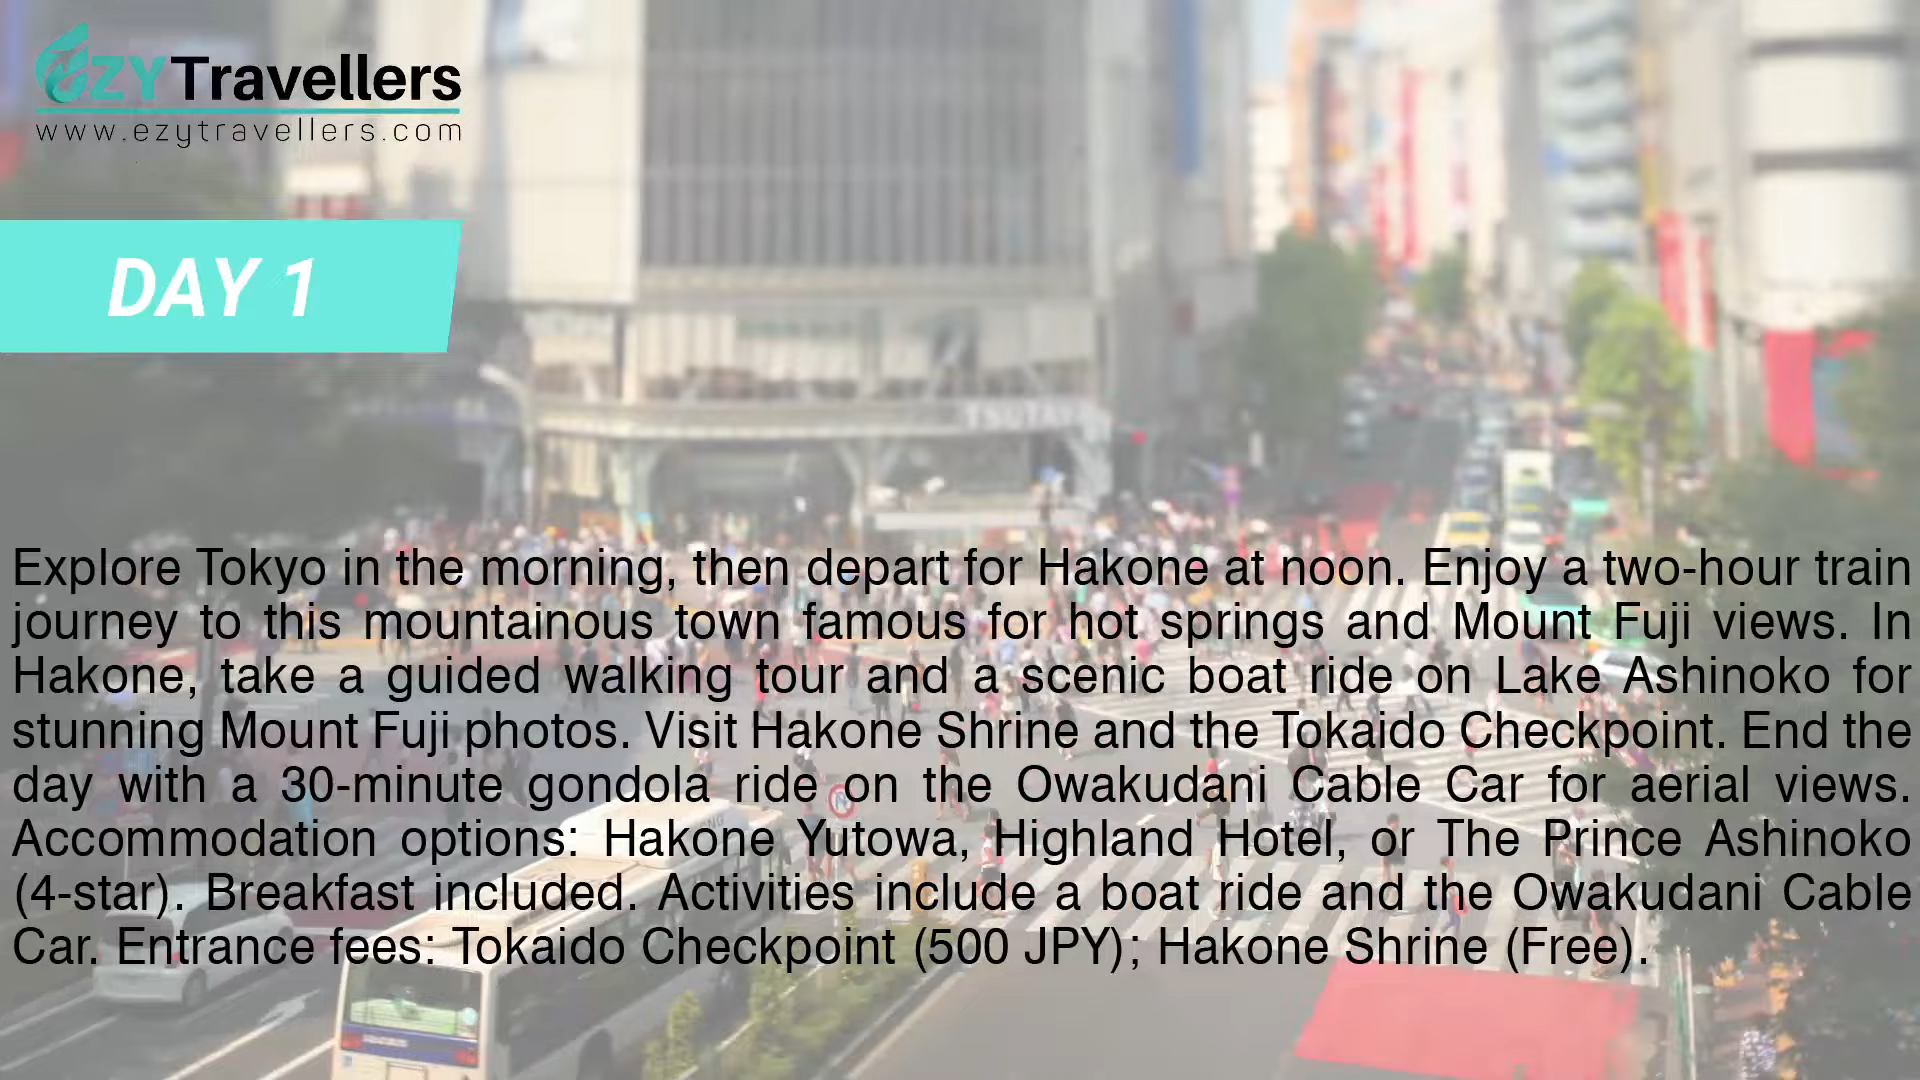 EZYTravellers
www.ezytravellers.com
DAY 1
TSUTAYA
Explore Tokyo in the morning, then depart for Hakone at noon. Enjoy a two-hour train
journey to this mountainous town famous for hot springs and Mount Fuji views. In
Hakone, take a guided walking tour and a scenic boat ride on Lake Ashinoko for
stunning Mount Fuji photos. Visit Hakone Shrine and the Tokaido Checkpoint. End the
day with a 30-minute gondola ride on the Owakudani Cable Car for aerial views.
Accommodation options: Hakone Yutowa, Highland Hotel, or The Prince Ashinoko
(4-star). Breakfast included. Activities include a boat ride and the Owakudani Cable
Car. Entrance fees: Tokaido Checkpoint (500 JPY); Hakone Shrine (Free).